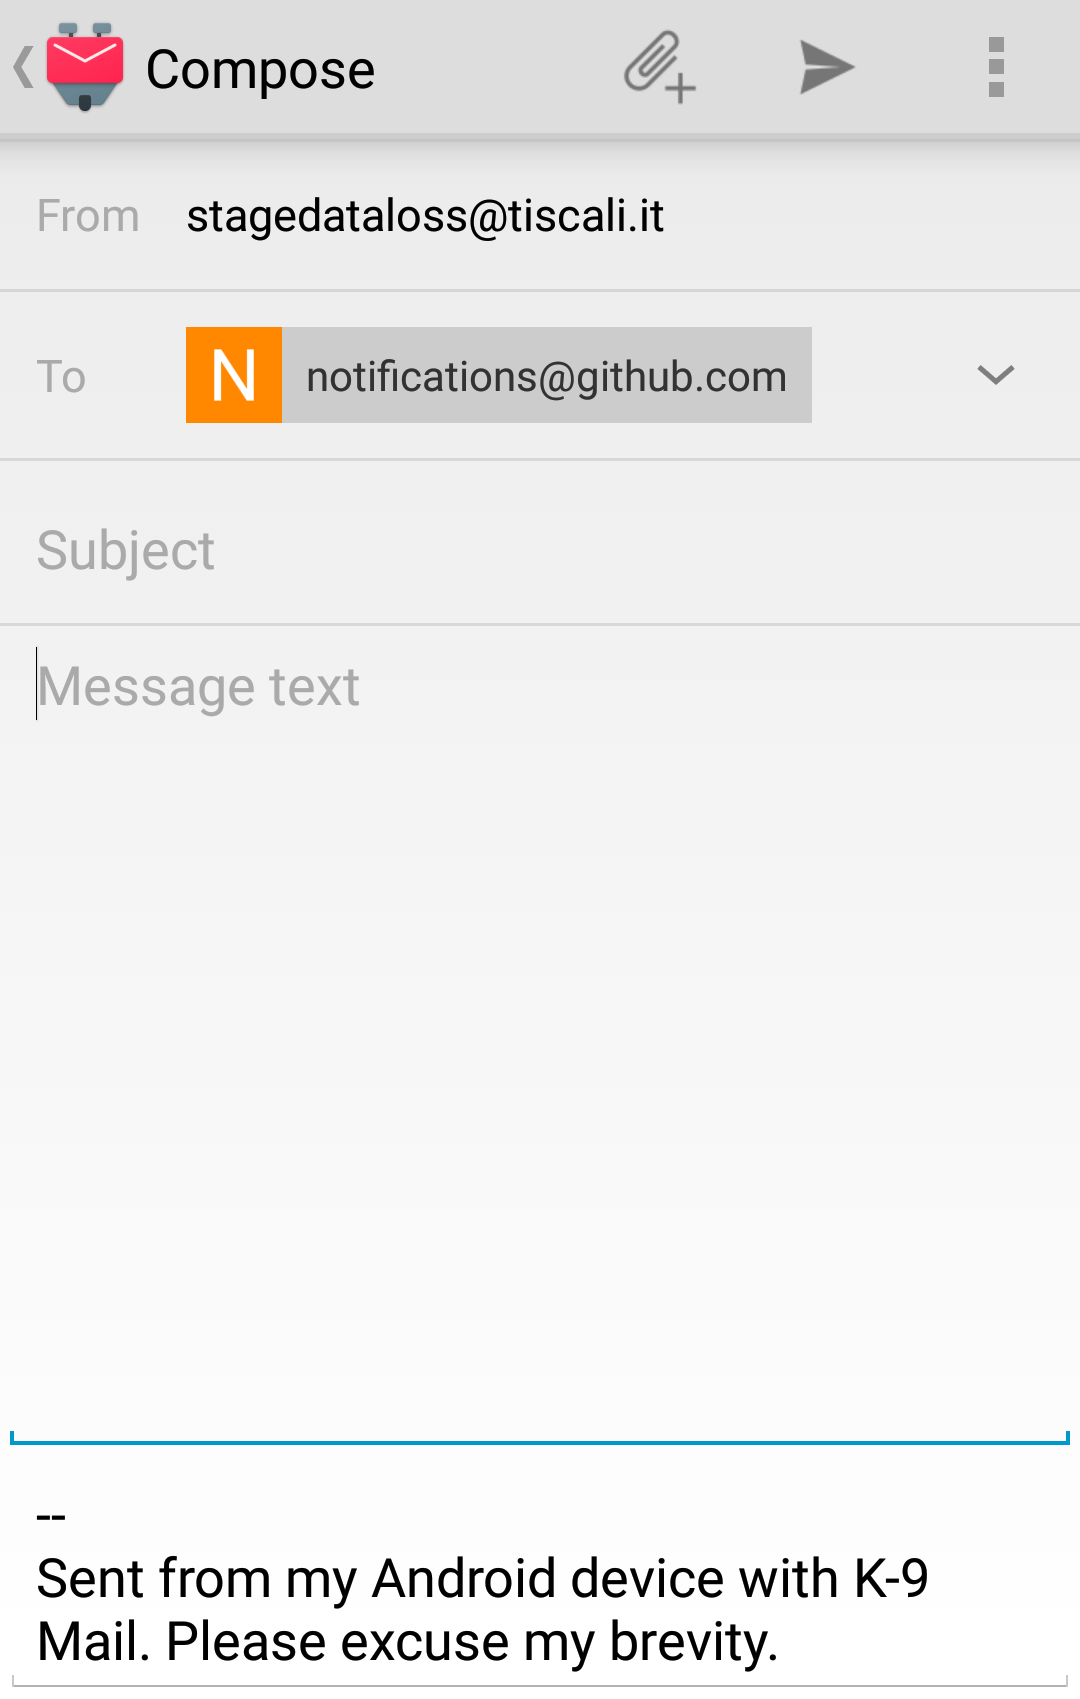 Compose
From stagedataloss@tiscali.it
To N notifications@github.com
Subject
Message text
--
Sent from my Android device with K-9
Mail. Please excuse my brevity.